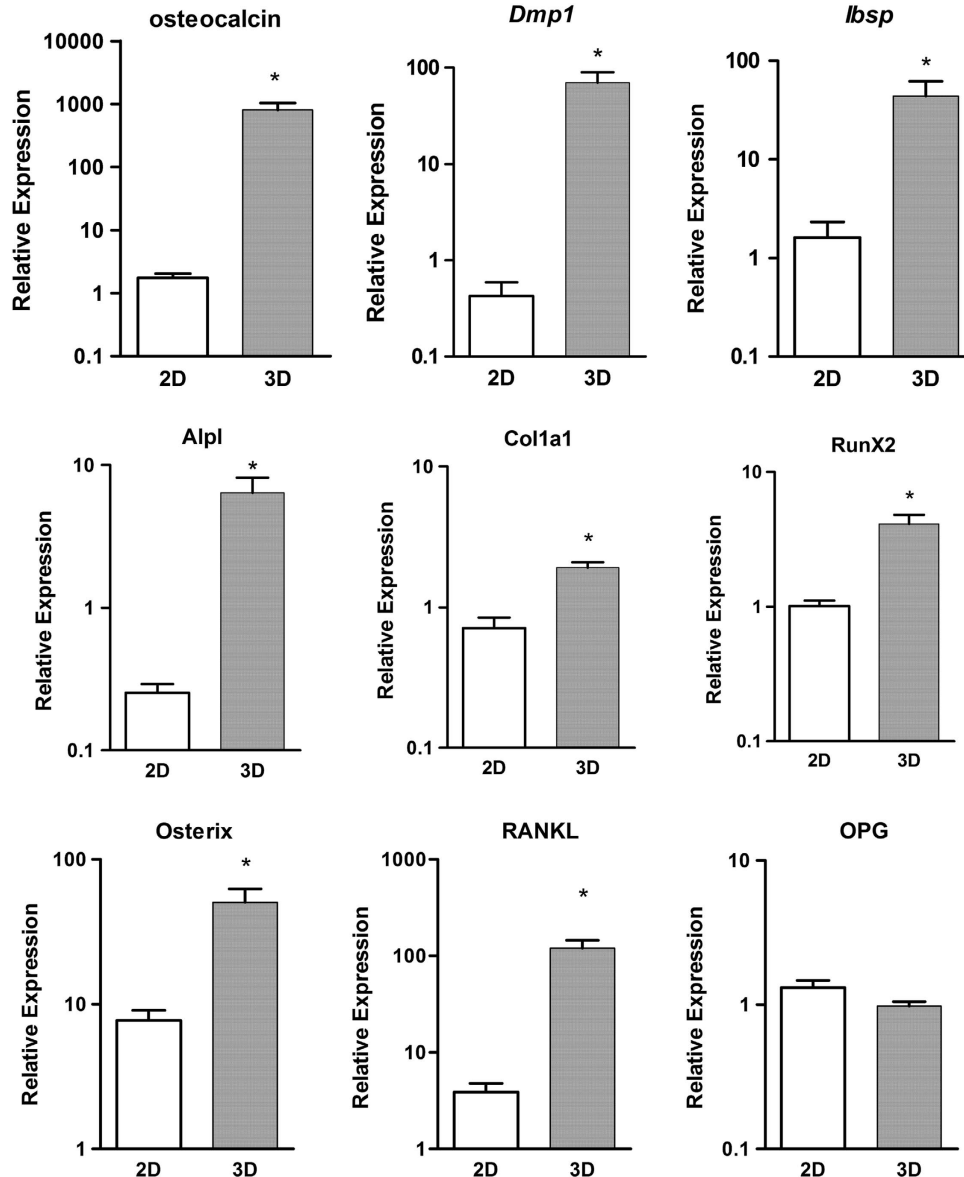 osteocalcin
10000
1000
100
10
1
0.1
Relative Expression
*
2D
3D
Dmp1
100
10
1
0.1
Relative Expression
*
2D
3D
Ibsp
100
10
1
0.1
Relative Expression
*
2D
3D
Alpl
10
1
0.1
Relative Expression
*
2D
3D
Col1a1
10
1
0.1
Relative Expression
*
2D
3D
RunX2
10
1
0.1
Relative Expression
*
2D
3D
Osterix
100
10
1
Relative Expression
*
2D
3D
RANKL
1000
100
10
1
Relative Expression
*
2D
3D
OPG
10
1
0.1
Relative Expression
2D
3D